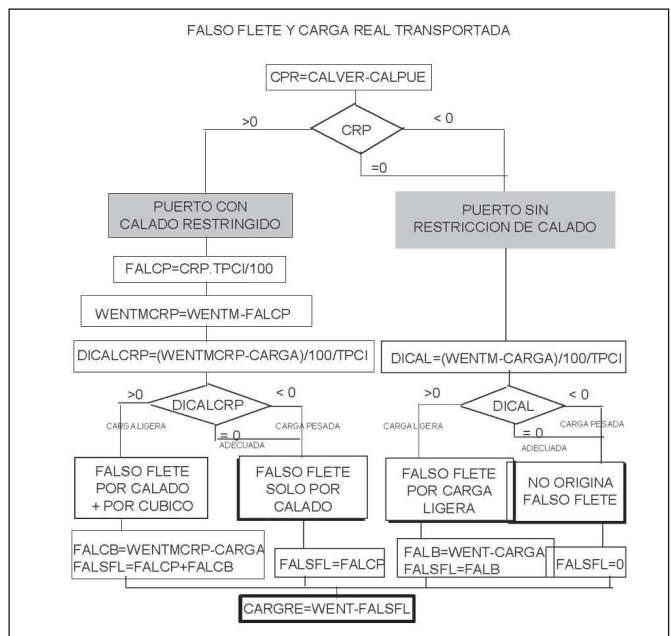 FALSO FLETE Y CARGA REAL TRANSPORTADA
CPR=CALVER-CALPUE
>0
< 0
CRP
=0
PUERTO CON
CALADO RESTRINGIDO
PUERTO SIN
RESTRICCION DE CALADO
FALCP=CRP.TPCI/100
WENTMCRP=WENTM-FALCP
DICALCRP=(WENTMCRP-CARGA)/100/TPCI
DICAL=(WENTM-CARGA)/100/TPCI
>0
< 0
>0
< 0
DICALCRP
DICAL
CARGA LIGERA
CARGA PESADA
CARGA LIGERA
CARGA PESADA
= 0
= 0
ADECUADA
ADECUADA
FALSO FLETE
POR CALADO
+ POR CUBICO
FALSO FLETE
SOLO POR
CALADO
FALSO FLETE
POR CARGA
LIGERA
NO ORIGINA
FALSO FLETE
FALCB=WENTMCRP-CARGA
FALSFL=FALCP+FALCB
FALSFL=FALCP
FALB=WENT-CARGA
FALSFL=FALB
FALSFL=0
CARGRE=WENT-FALSFL